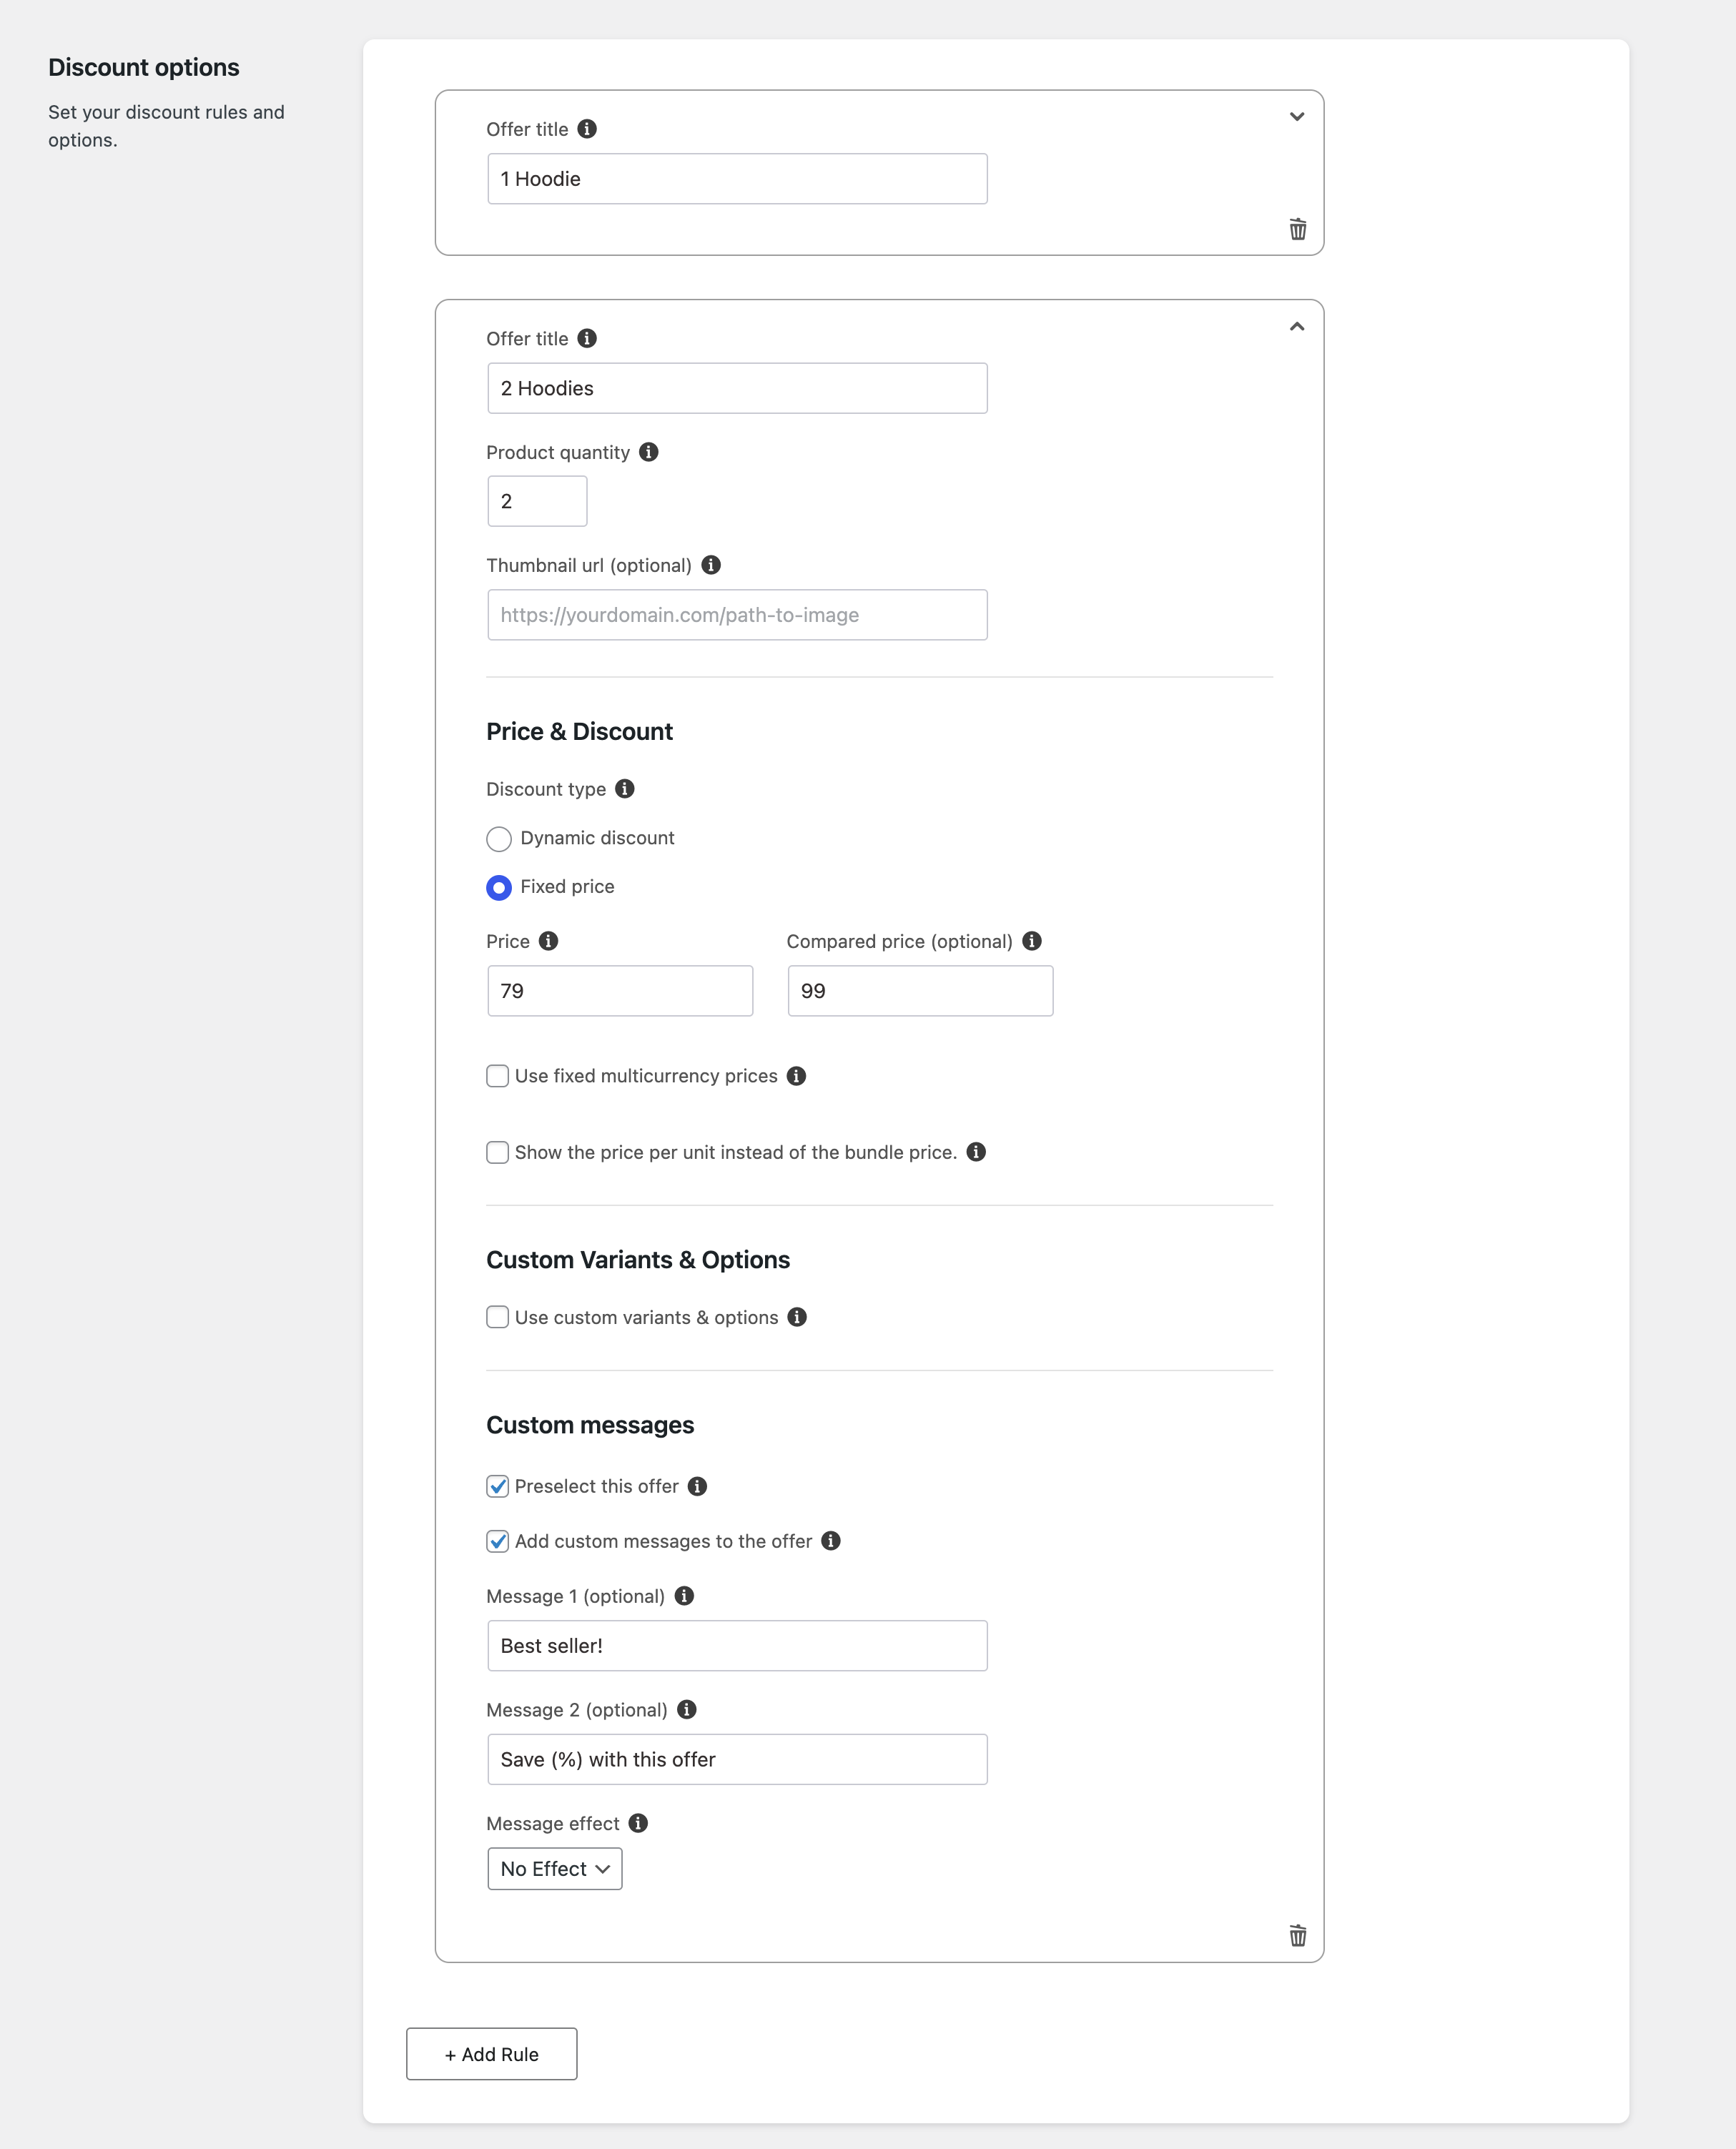 Discount options
Set your discount rules and
options.
Offer title
1 Hoodie
Offer title
2 Hoodies
Product quantity
2
Thumbnail url (optional)
https://yourdomain.com/path-to-image
Price & Discount
Discount type
Dynamic discount
Fixed price
Price
Compared price (optional)
79
99
Use fixed multicurrency prices
Show the price per unit instead of the bundle price.
Custom Variants & Options
Use custom variants & options
Custom messages
Preselect this offer
Add custom messages to the offer
Message 1 (optional)
Best seller!
Message 2 (optional)
Save (%) with this offer
Message effect
No Effect
+ Add Rule